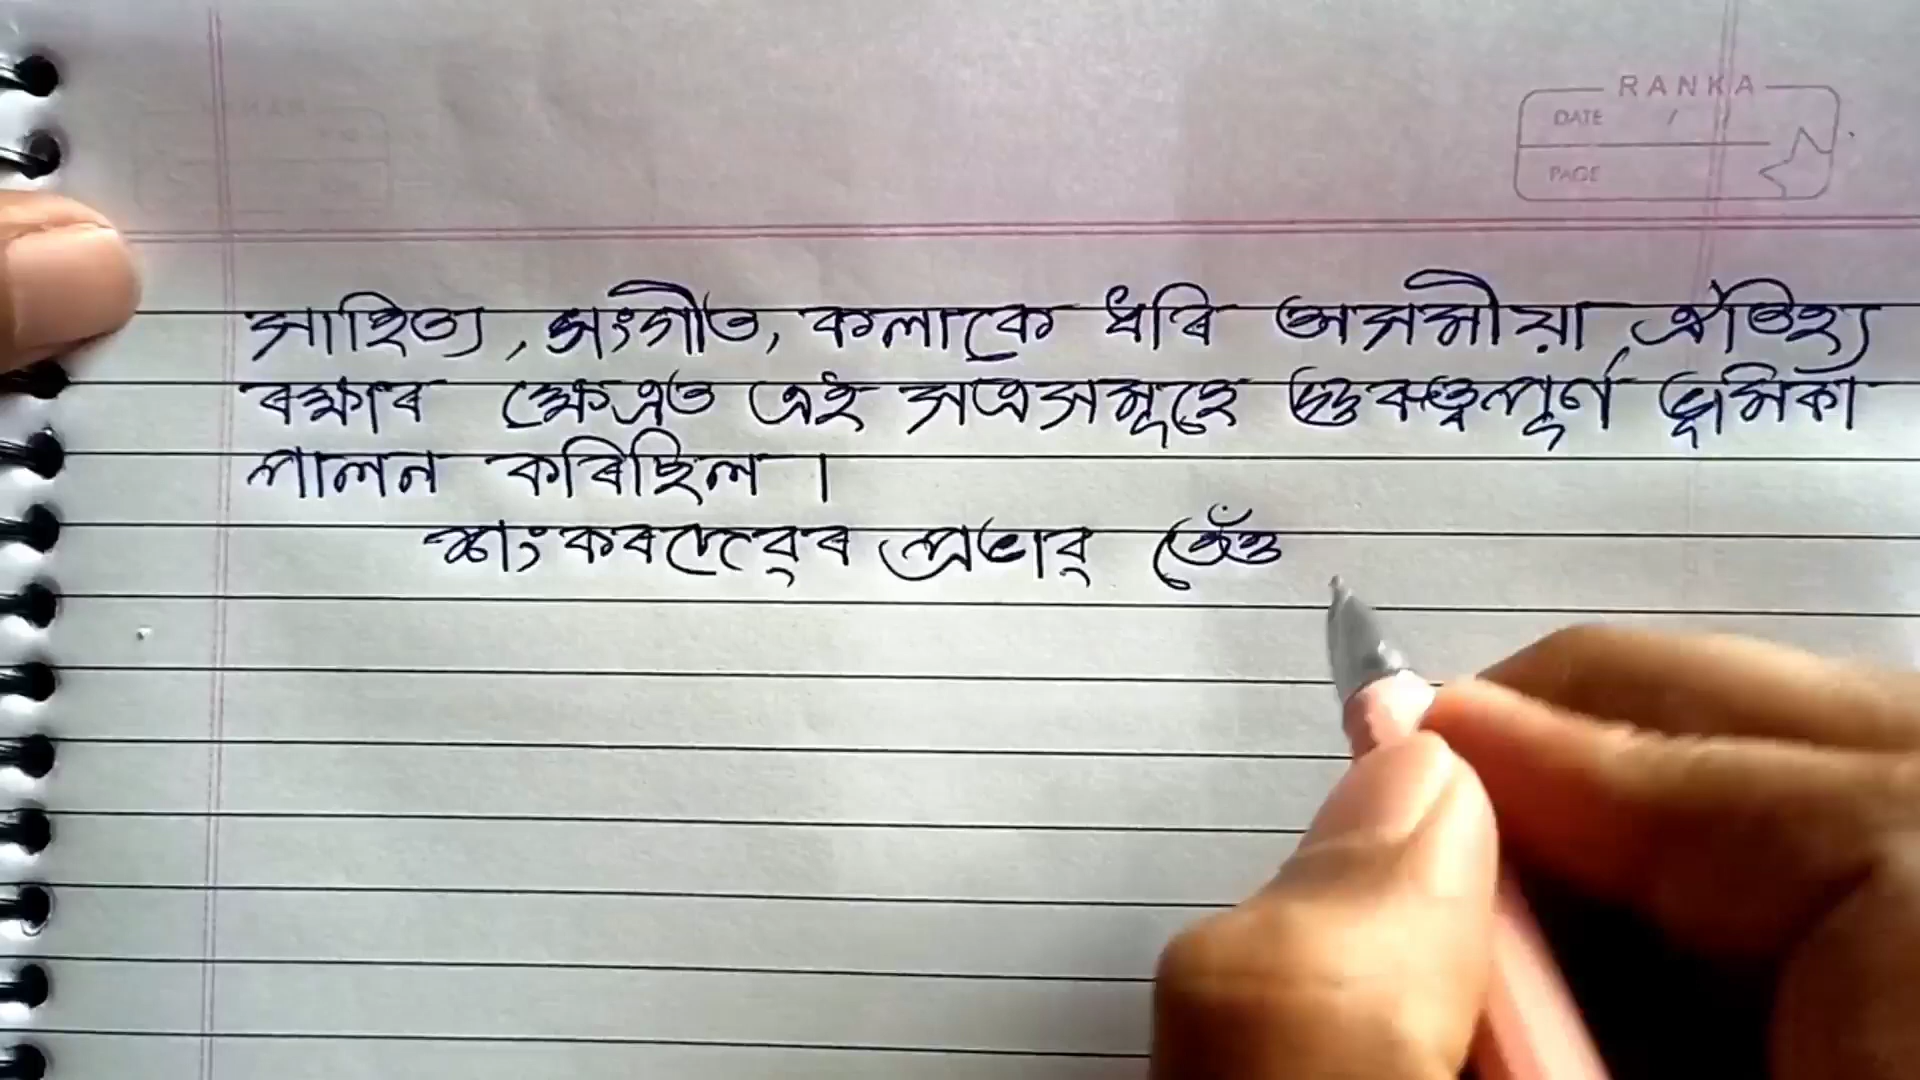 RANKA
DATE / /
PAGE
সাহিত্য, সংগীত, কলাকে ধৰি অসমীয়া ঐতিহ্য
ৰক্ষাৰ ক্ষেত্ৰত এই সত্ৰসমূহে গুৰুত্বপূৰ্ণ ভূমিকা
পালন কৰিছিল ।
শংকৰদেৱৰ প্ৰভাৱ তেওঁ